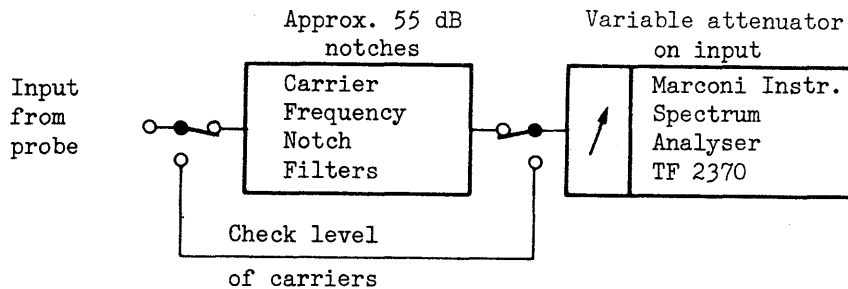 Approx. 55 dB
notches
Variable attenuator
on input
Input
from
probe
Carrier
Frequency
Notch
Filters
Marconi Instr.
Spectrum
Analyser
TF 2370
Check level
of carriers